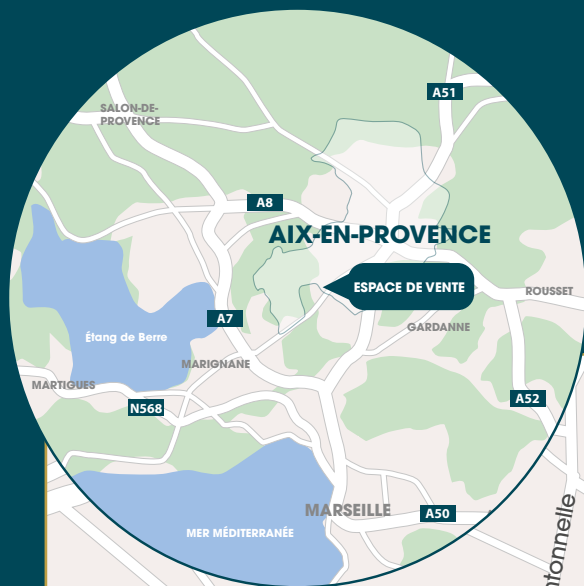 A51
SALON-DE-
PROVENCE
A8
AIX-EN-PROVENCE
ESPACE DE VENTE
ROUSSET
A7
GARDANNE
Étang de Berre
MARIGNANE
MARTIGUES
A52
N568
MARSEILLE
A50
MER MÉDITERRANÉE